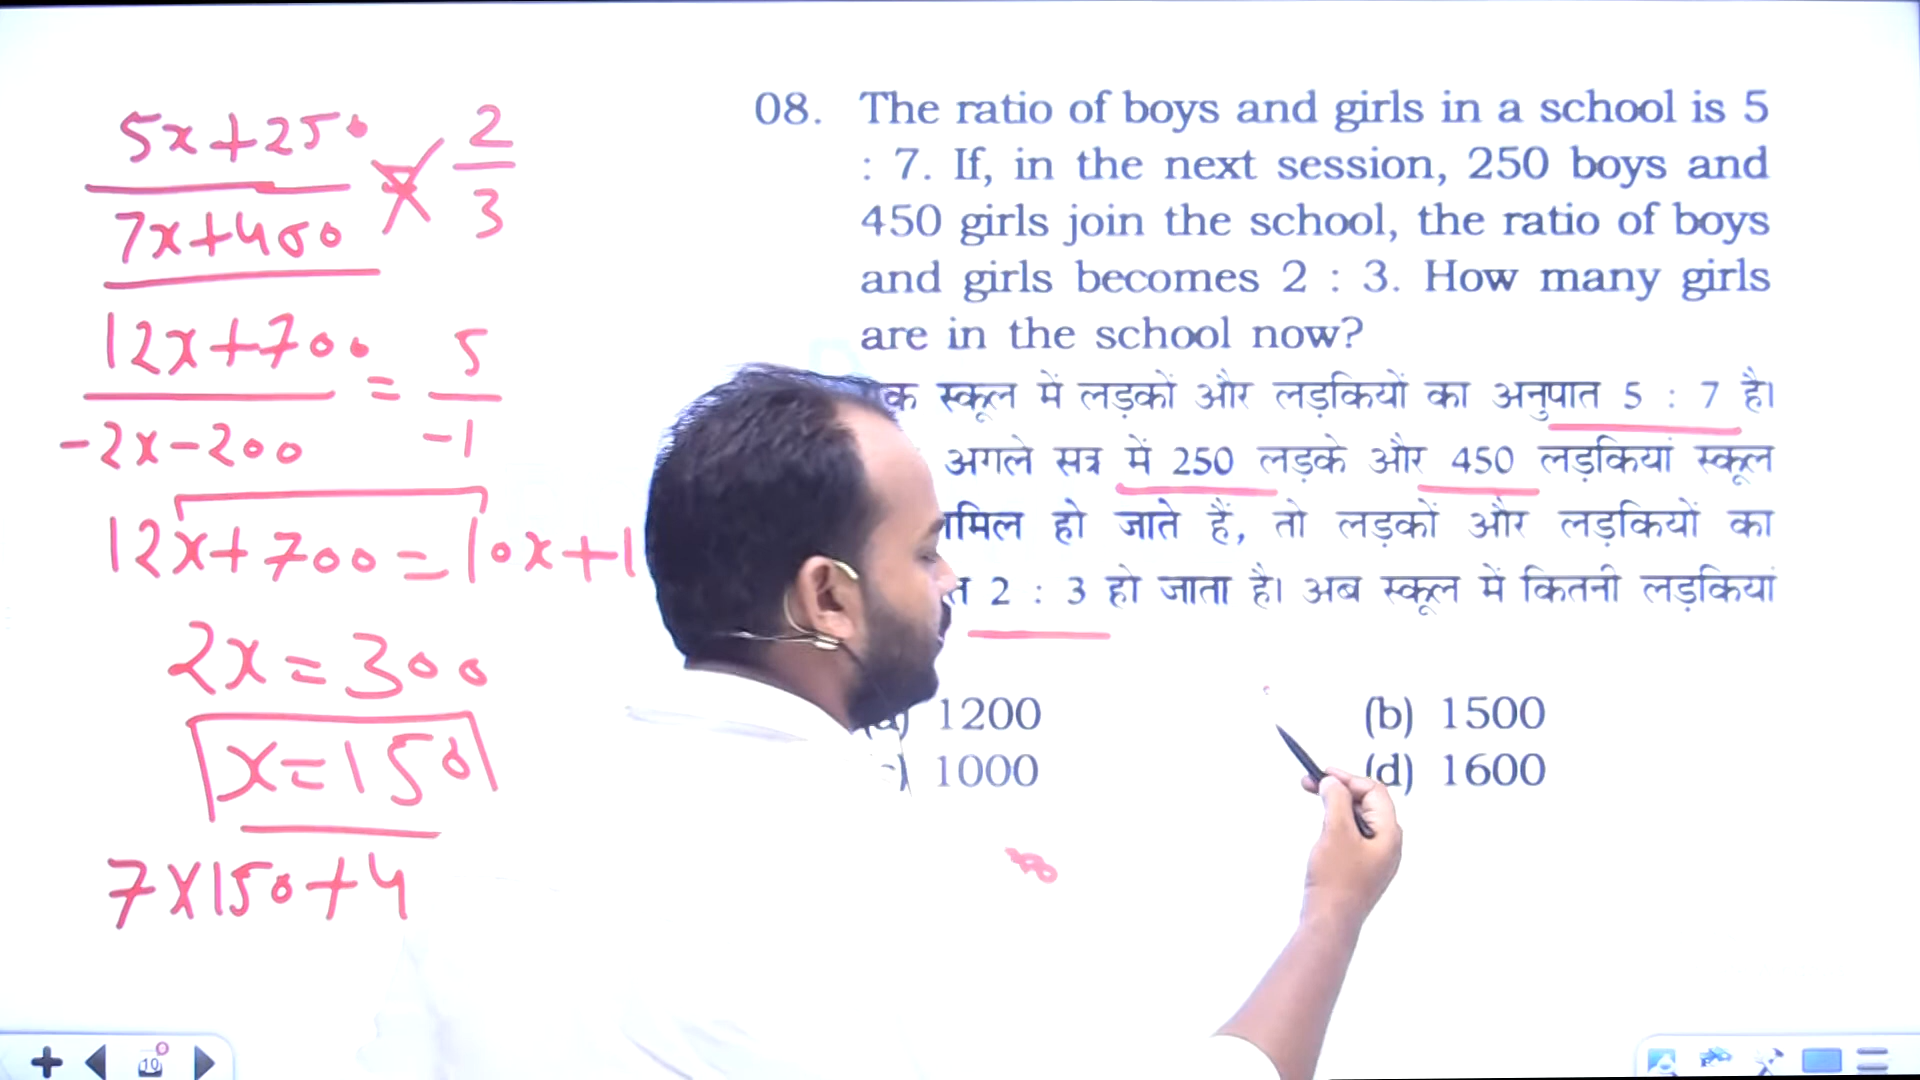 5x+250
7x+450
2
3
12x+700 = 5
-2x-200 -1
12x+700=10x+1
2x=300
x=150
7x150+4
08. The ratio of boys and girls in a school is 5
: 7. If, in the next session, 250 boys and
450 girls join the school, the ratio of boys
and girls becomes 2 : 3. How many girls
are in the school now?
स्कूल में लड़कों और लड़कियों का अनुपात 5 : 7 है।
अगले सत्र में 250 लड़के और 450 लड़कियां स्कूल
हो जाते हैं, तो लड़कों और लड़कियों का
2 : 3 हो जाता है। अब स्कूल में कितनी लड़कियां
1200 (b) 1500
1000 (d) 1600
10